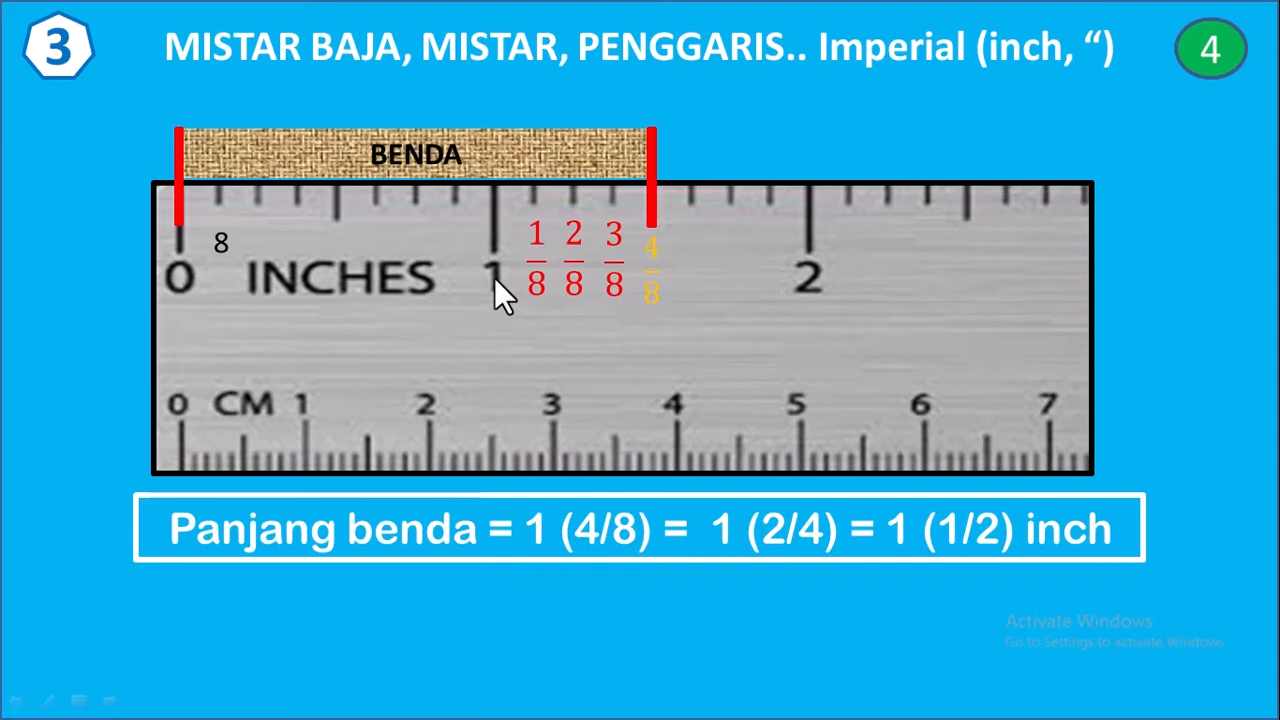 3
MISTAR BAJA, MISTAR, PENGGARIS.. Imperial (inch, “)
4
BENDA
8
1/8 2/8 3/8 4/8
0 INCHES 1 2
0 CM 1 2 3 4 5 6 7
Panjang benda = 1 (4/8) = 1 (2/4) = 1 (1/2) inch
Activate Windows
Go to Settings to activate Windows.